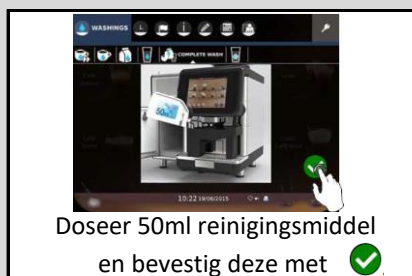 WASHINGS
COMPLETE WASH
50ml
10:22 19/06/2015
Doseer 50ml reinigingsmiddel
en bevestig deze met